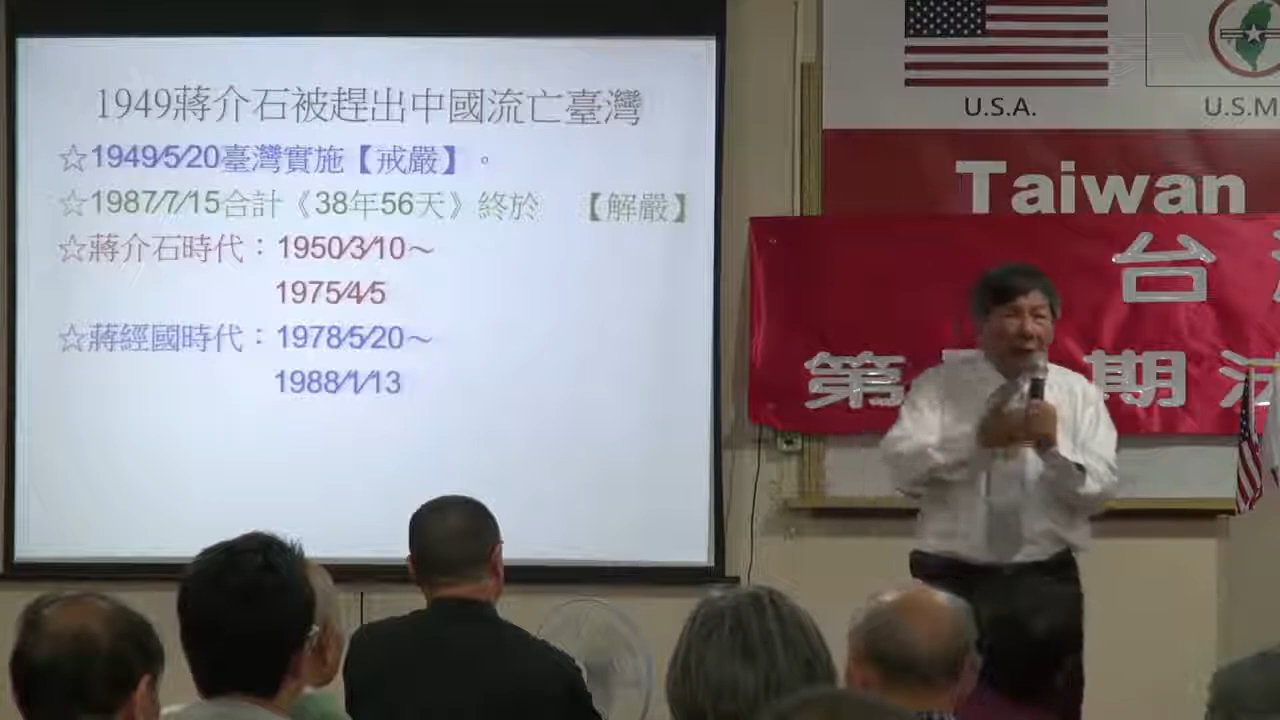 1949蔣介石被趕出中國流亡臺灣
☆1949/5/20臺灣實施【戒嚴】。
☆1987/7/15合計《38年56天》終於 【解嚴】
☆蔣介石時代：1950/3/10～
1975/4/5
☆蔣經國時代：1978/5/20～
1988/1/13
U.S.A.
U.S.M
Taiwan
台
第 期